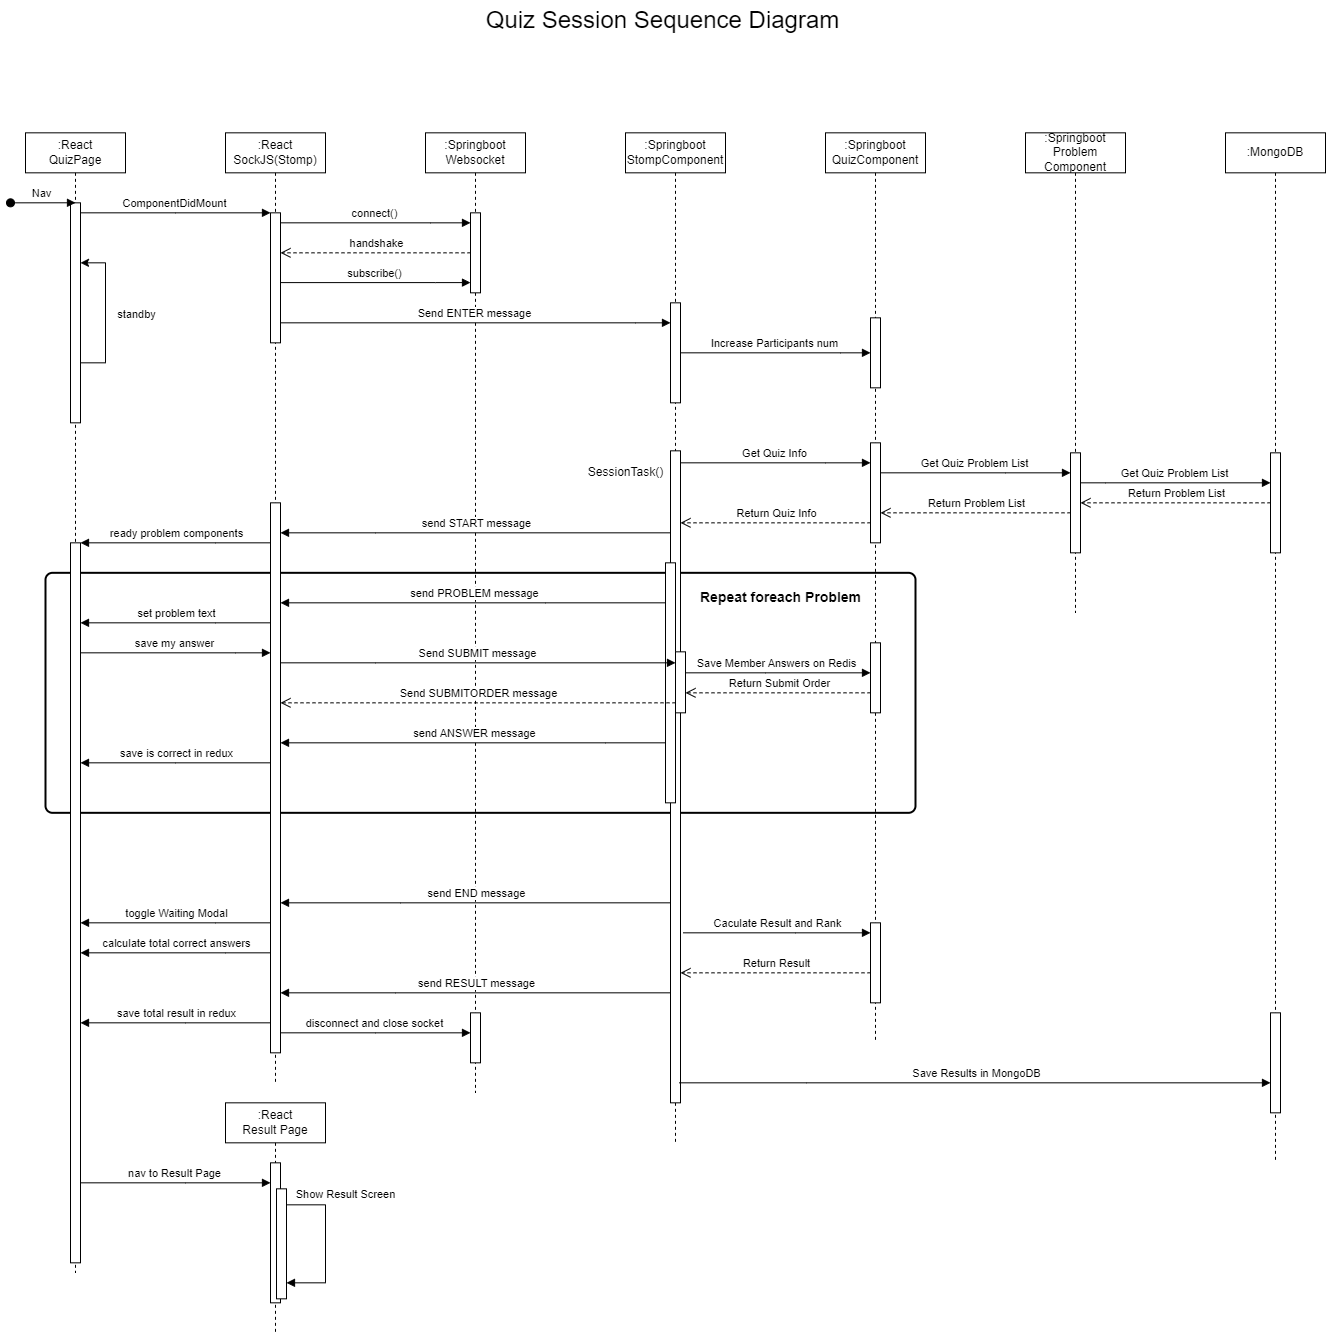 Quiz Session Sequence Diagram
:React
QuizPage
:React
SockJS(Stomp)
:Springboot
Websocket
:Springboot
StompComponent
:Springboot
QuizComponent
:Springboot
Problem
Component
:MongoDB
Nav
ComponentDidMount
connect()
handshake
subscribe()
standby
Send ENTER message
Increase Participants num
SessionTask()
Get Quiz Info
Get Quiz Problem List
Get Quiz Problem List
Return Problem List
Return Problem List
Return Quiz Info
send START message
ready problem components
Repeat foreach Problem
send PROBLEM message
set problem text
save my answer
Send SUBMIT message
Save Member Answers on Redis
Return Submit Order
Send SUBMITORDER message
send ANSWER message
save is correct in redux
send END message
toggle Waiting Modal
Caculate Result and Rank
calculate total correct answers
Return Result
send RESULT message
save total result in redux
disconnect and close socket
Save Results in MongoDB
:React
Result Page
nav to Result Page
Show Result Screen